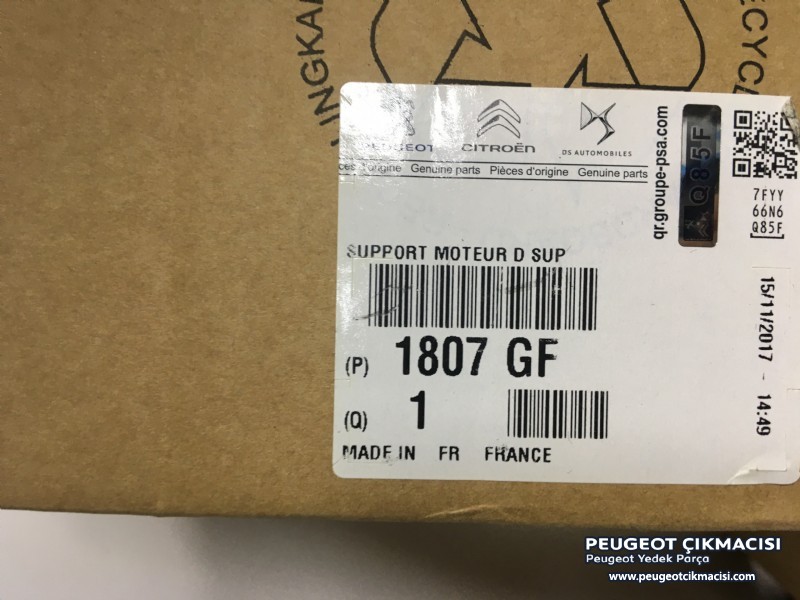 PEUGEOT CITROËN DS AUTOMOBILES
d'origine Genuine parts Pièces d'origine Genuine parts
qr.groupe-psa.com
Q85F
7FYY
66N6
Q85F
SUPPORT MOTEUR D SUP
(P) 1807 GF
(Q) 1
MADE IN FR FRANCE
15/11/2017 - 14:49
PEUGEOT ÇIKMACISI
Peugeot Yedek Parça
www.peugeotcikmacisi.com